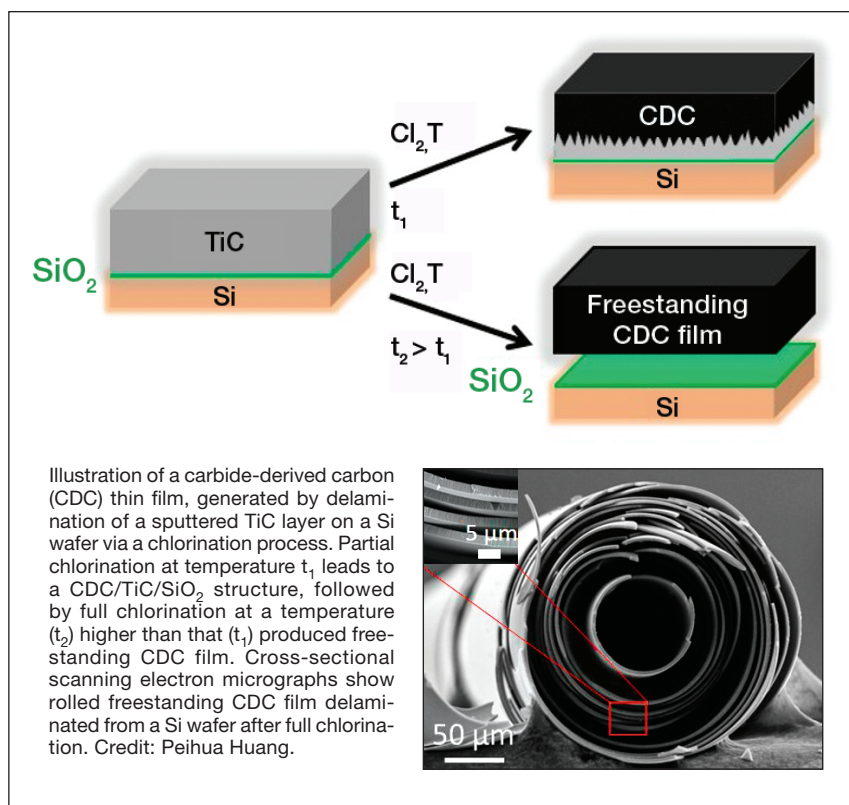 Cl₂,T
CDC
t₁
Si
TiC
SiO₂
Si
Cl₂,T
Freestanding
CDC film
t₂ > t₁
SiO₂
Si
Illustration of a carbide-derived carbon
(CDC) thin film, generated by delami-
nation of a sputtered TiC layer on a Si
wafer via a chlorination process. Partial
chlorination at temperature t₁ leads to
a CDC/TiC/SiO₂ structure, followed
by full chlorination at a temperature
(t₂) higher than that (t₁) produced free-
standing CDC film. Cross-sectional
scanning electron micrographs show
rolled freestanding CDC film delami-
nated from a Si wafer after full chlorina-
tion. Credit: Peihua Huang.
5 μm
50 μm